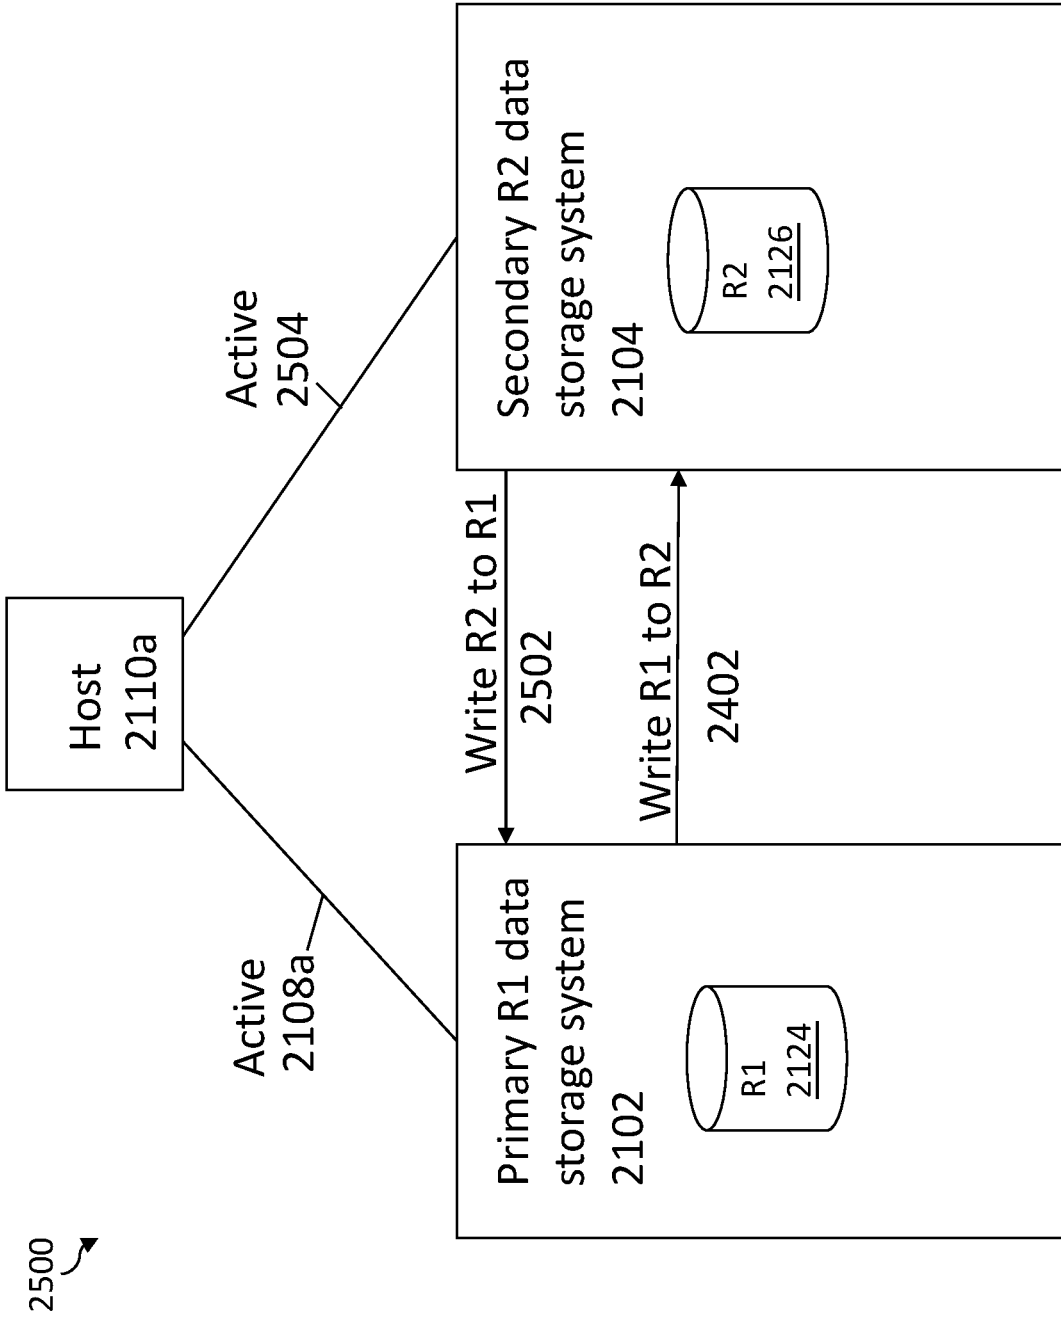 2500
Host
2110a
Active
2108a
Active
2504
Primary R1 data
storage system
2102
R1
2124
Write R2 to R1
2502
Write R1 to R2
2402
Secondary R2 data
storage system
2104
R2
2126